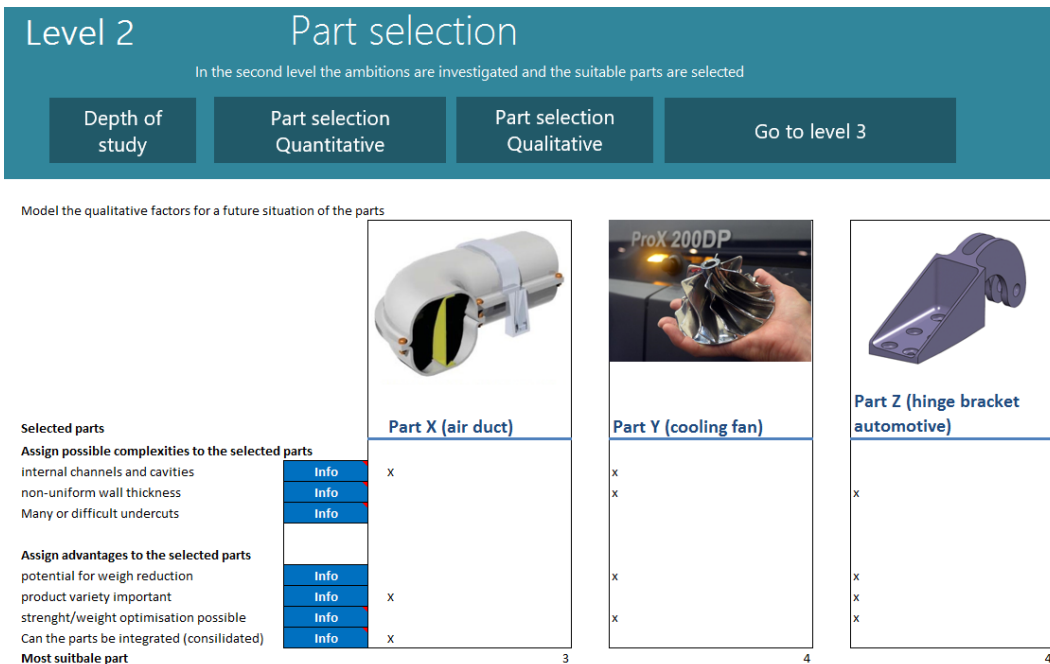 Level 2
Part selection
In the second level the ambitions are investigated and the suitable parts are selected
Depth of
study
Part selection
Quantitative
Part selection
Qualitative
Go to level 3
Model the qualitative factors for a future situation of the parts
ProX 200DP
Selected parts
Part X (air duct)
Part Y (cooling fan)
Part Z (hinge bracket
automotive)
Assign possible complexities to the selected parts
internal channels and cavities Info x x
non-uniform wall thickness Info x x
Many or difficult undercuts Info
Assign advantages to the selected parts
potential for weigh reduction Info x x
product variety important Info x x
strenght/weight optimisation possible Info x x
Can the parts be integrated (consilidated) Info x
Most suitbale part 3 4 4